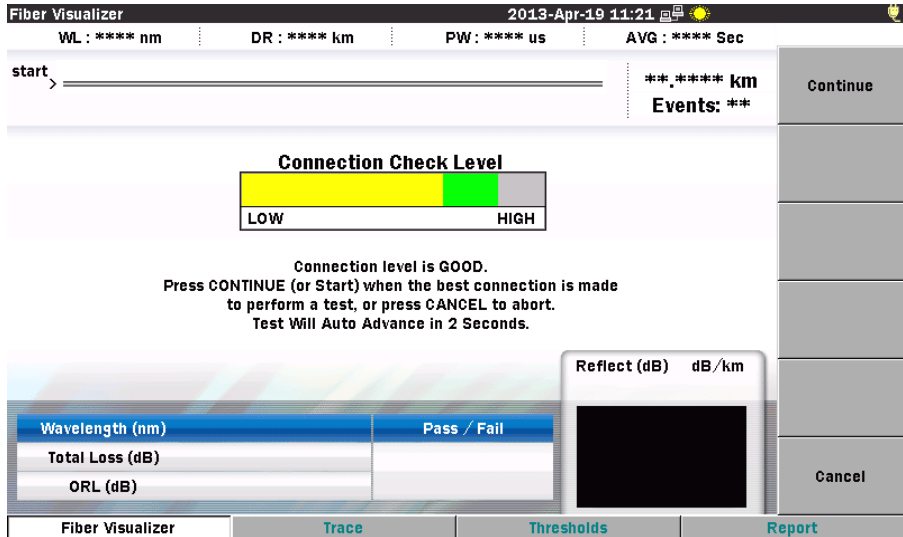 Fiber Visualizer 2013-Apr-19 11:21
WL : **** nm DR : **** km PW : **** us AVG : **** Sec
start
**.**** km
Events: **
Continue
Connection Check Level
LOW HIGH
Connection level is GOOD.
Press CONTINUE (or Start) when the best connection is made
to perform a test, or press CANCEL to abort.
Test Will Auto Advance in 2 Seconds.
Reflect (dB) dB/km
Wavelength (nm) Pass / Fail
Total Loss (dB)
ORL (dB)
Cancel
Fiber Visualizer Trace Thresholds Report